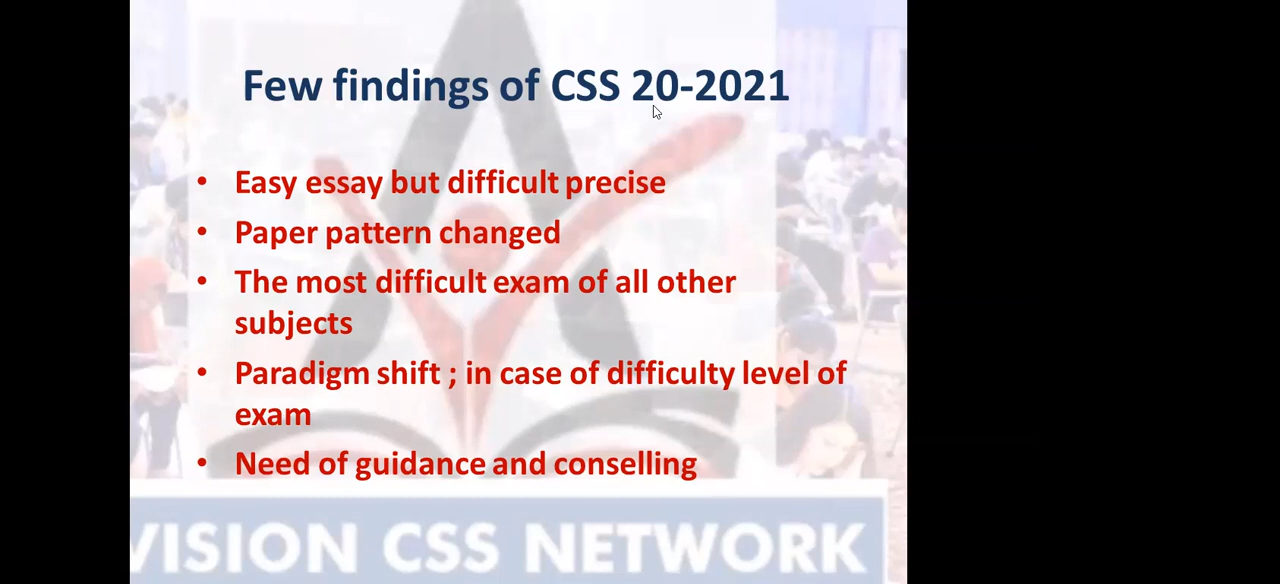 Few findings of CSS 20-2021
• Easy essay but difficult precise
• Paper pattern changed
• The most difficult exam of all other
subjects
• Paradigm shift ; in case of difficulty level of
exam
• Need of guidance and conselling
VISION CSS NETWORK